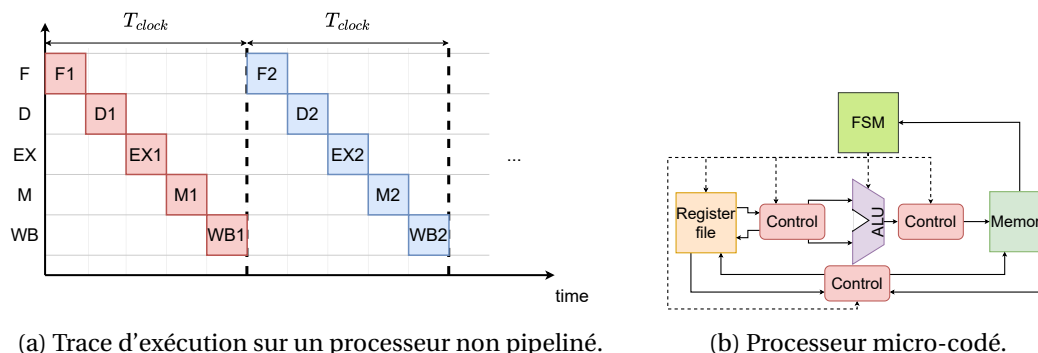 T_clock T_clock
F F1 F2
D D1 D2
EX EX1 EX2 ...
M M1 M2
WB WB1 WB2
time
FSM
Register
file
Control
ALU
Control
Memor
Control
(a) Trace d'exécution sur un processeur non pipeliné.
(b) Processeur micro-codé.